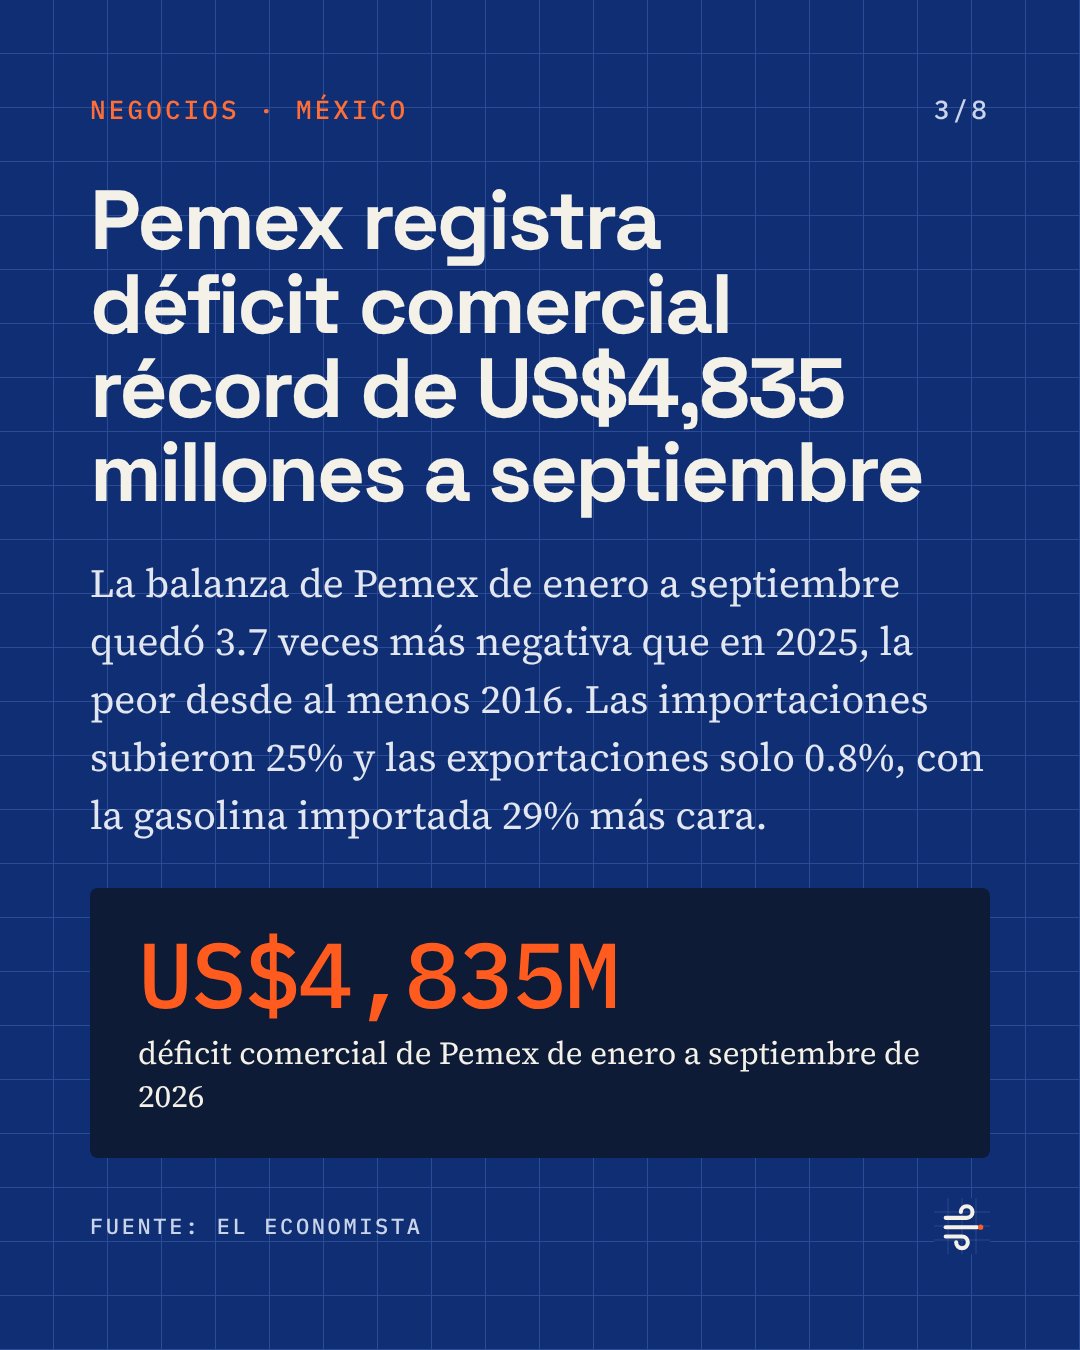 NEGOCIOS · MÉXICO
3/8
Pemex registra
déficit comercial
récord de US$4,835
millones a septiembre
La balanza de Pemex de enero a septiembre
quedó 3.7 veces más negativa que en 2025, la
peor desde al menos 2016. Las importaciones
subieron 25% y las exportaciones solo 0.8%, con
la gasolina importada 29% más cara.
US$4,835M
déficit comercial de Pemex de enero a septiembre de
2026
FUENTE: EL ECONOMISTA